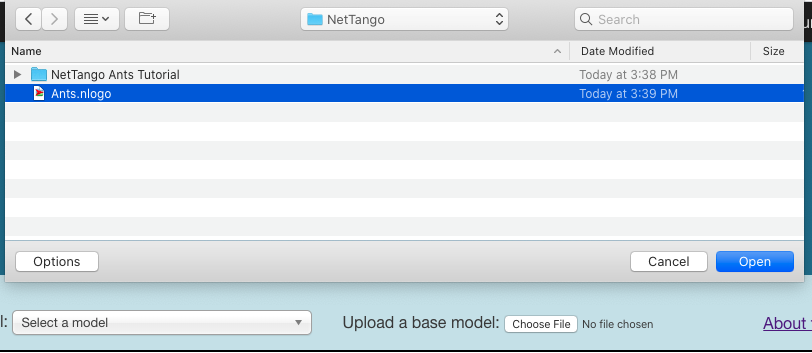 NetTango
Search
Name
Date Modified
Size
NetTango Ants Tutorial
Today at 3:38 PM
Ants.nlogo
Today at 3:39 PM
Options
Cancel
Open
Select a model
Upload a base model:
Choose File
No file chosen
About